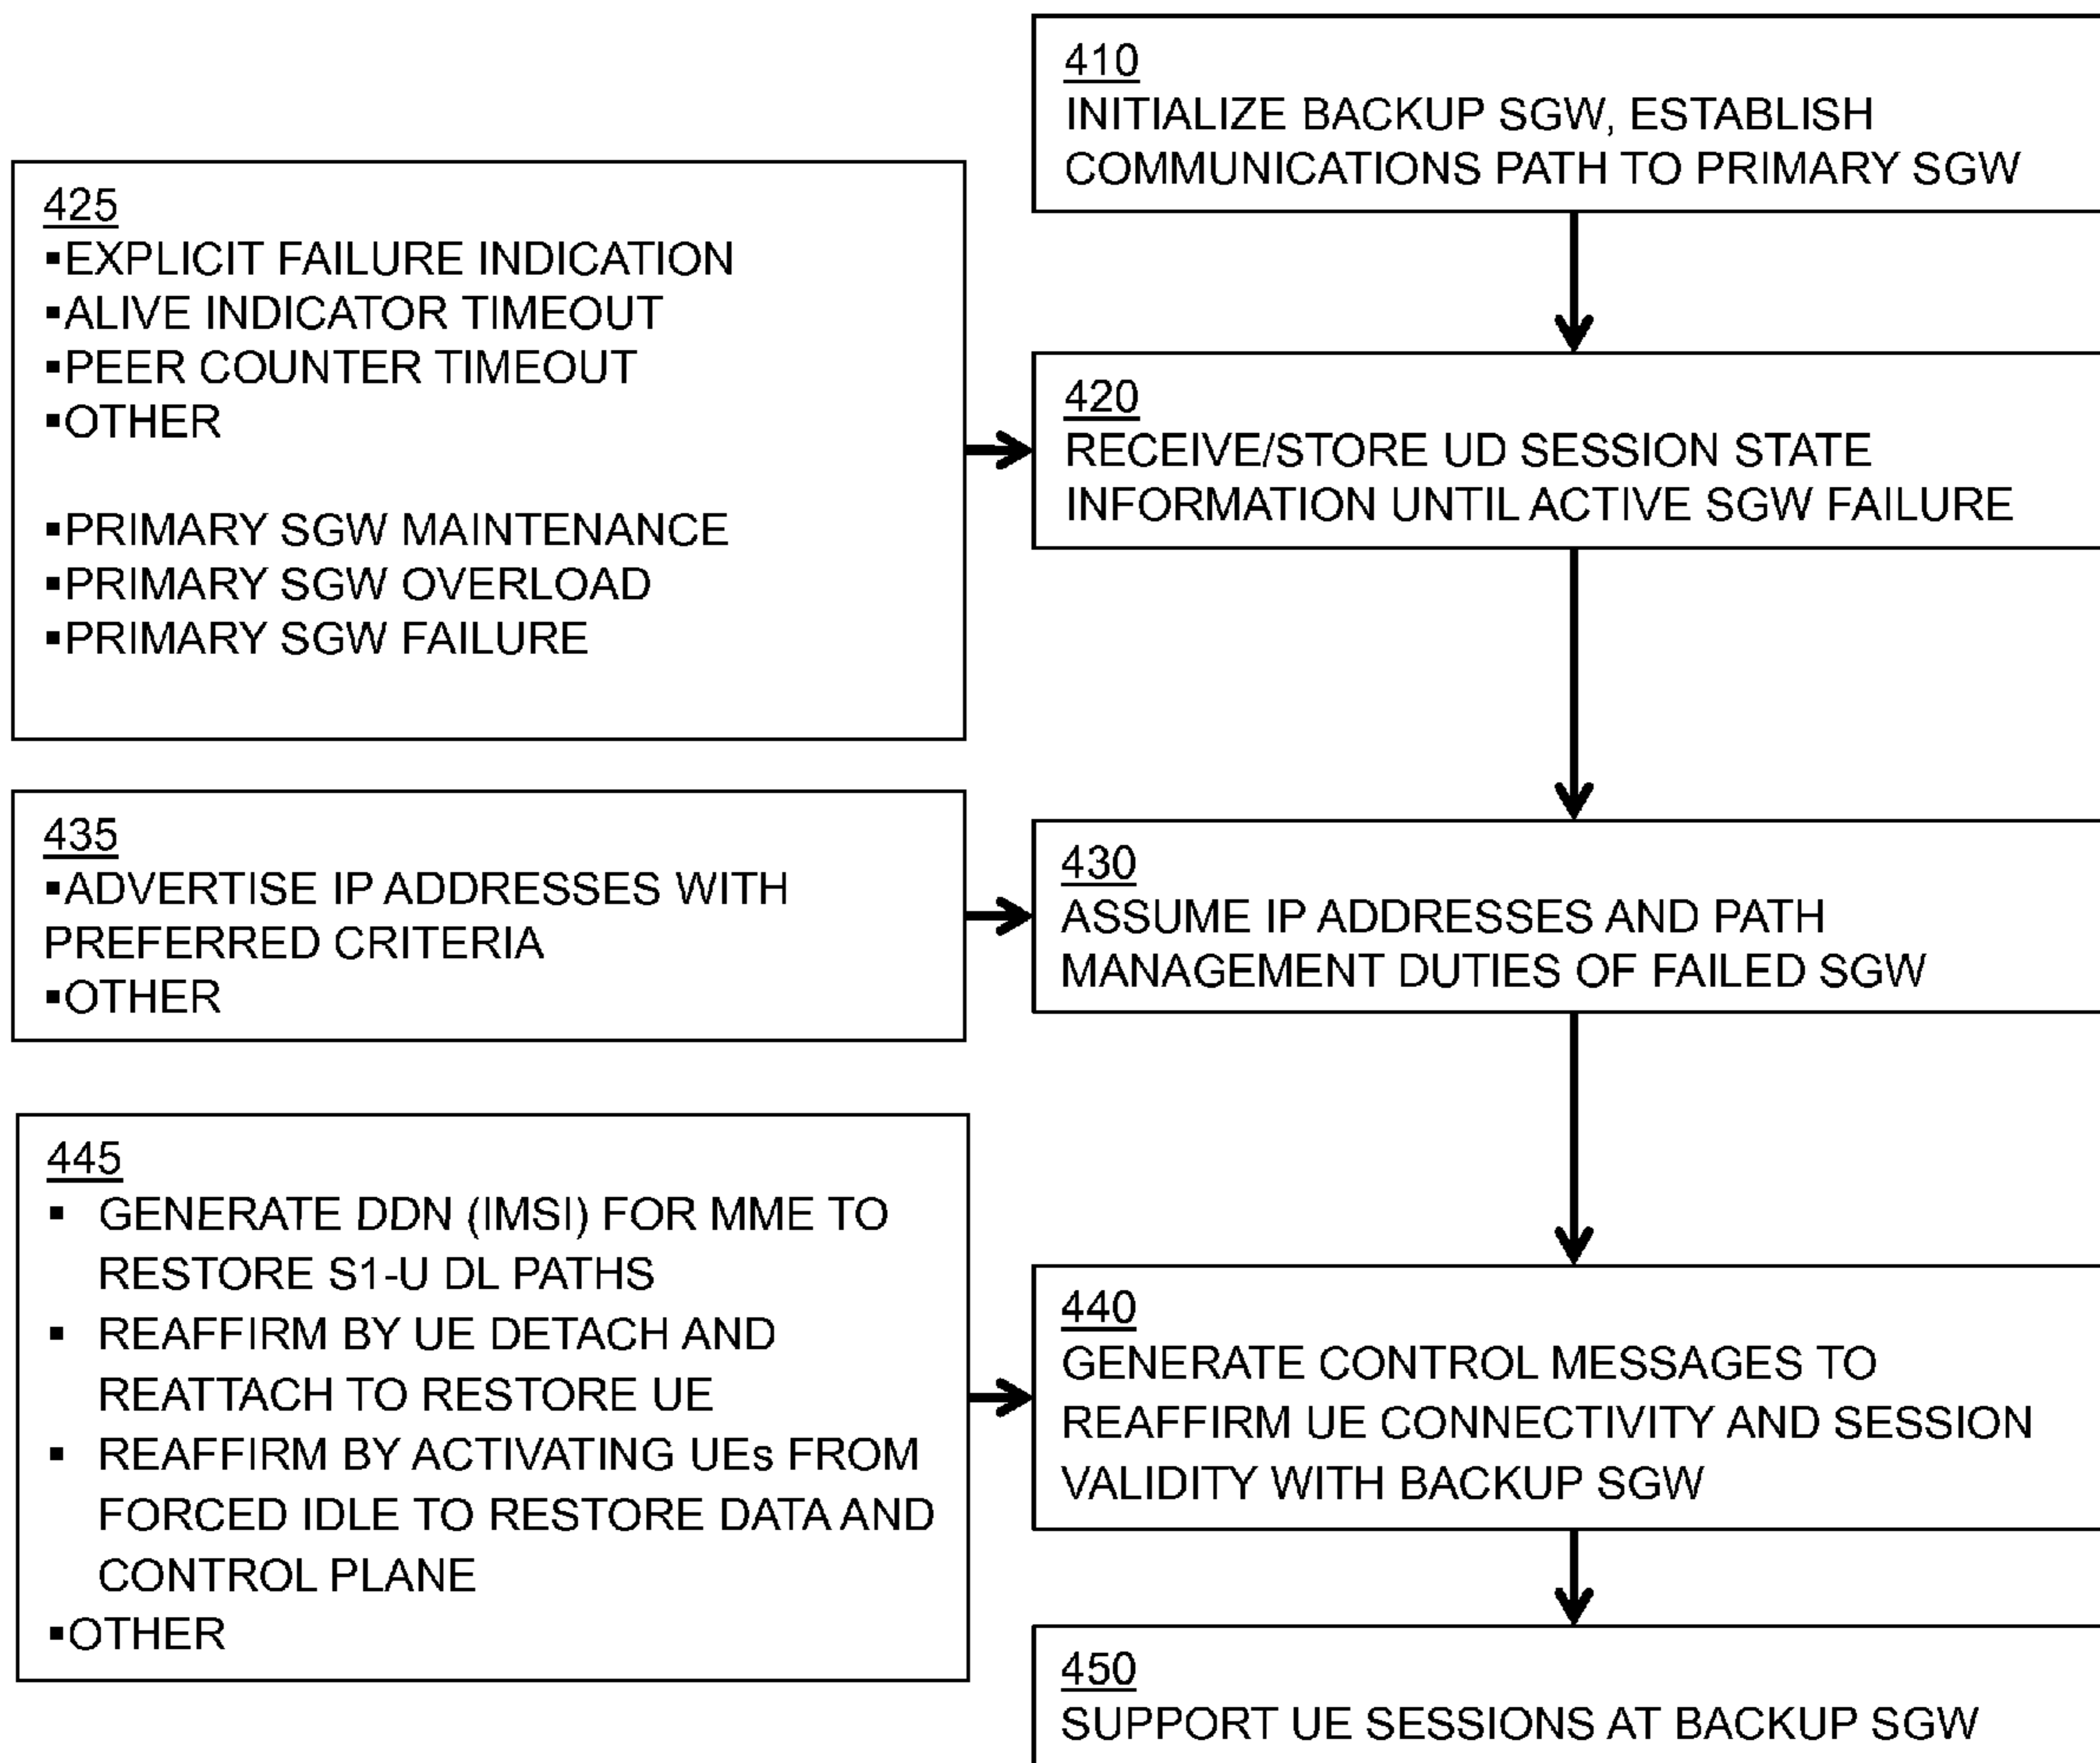 410
INITIALIZE BACKUP SGW, ESTABLISH
COMMUNICATIONS PATH TO PRIMARY SGW
425
▪EXPLICIT FAILURE INDICATION
▪ALIVE INDICATOR TIMEOUT
▪PEER COUNTER TIMEOUT
▪OTHER
▪PRIMARY SGW MAINTENANCE
▪PRIMARY SGW OVERLOAD
▪PRIMARY SGW FAILURE
420
RECEIVE/STORE UD SESSION STATE
INFORMATION UNTIL ACTIVE SGW FAILURE
435
▪ADVERTISE IP ADDRESSES WITH
PREFERRED CRITERIA
▪OTHER
430
ASSUME IP ADDRESSES AND PATH
MANAGEMENT DUTIES OF FAILED SGW
445
▪ GENERATE DDN (IMSI) FOR MME TO
RESTORE S1-U DL PATHS
▪ REAFFIRM BY UE DETACH AND
REATTACH TO RESTORE UE
▪ REAFFIRM BY ACTIVATING UEs FROM
FORCED IDLE TO RESTORE DATA AND
CONTROL PLANE
▪OTHER
440
GENERATE CONTROL MESSAGES TO
REAFFIRM UE CONNECTIVITY AND SESSION
VALIDITY WITH BACKUP SGW
450
SUPPORT UE SESSIONS AT BACKUP SGW